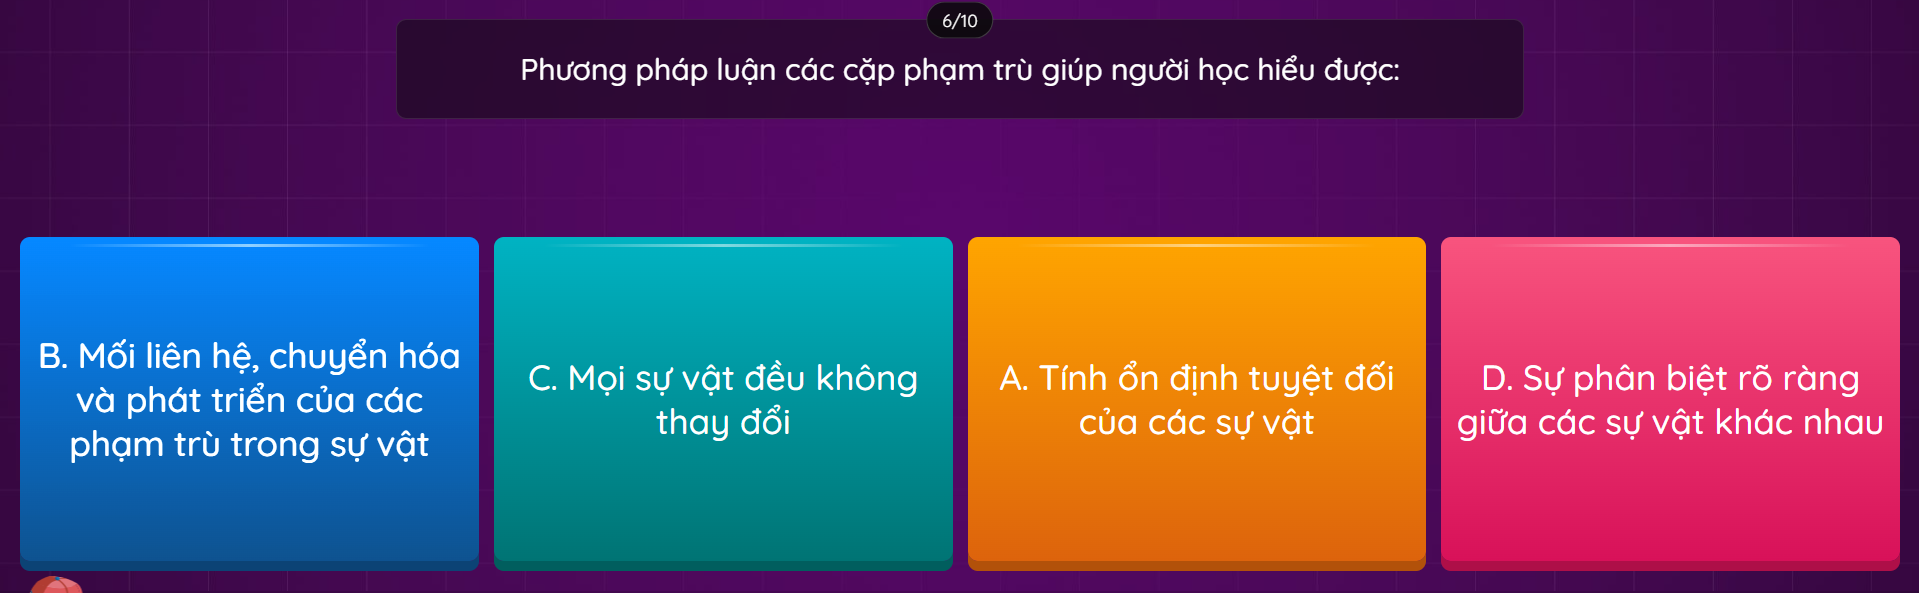 6/10
Phương pháp luận các cặp phạm trù giúp người học hiểu được:
B. Mối liên hệ, chuyển hóa
và phát triển của các
phạm trù trong sự vật
C. Mọi sự vật đều không
thay đổi
A. Tính ổn định tuyệt đối
của các sự vật
D. Sự phân biệt rõ ràng
giữa các sự vật khác nhau